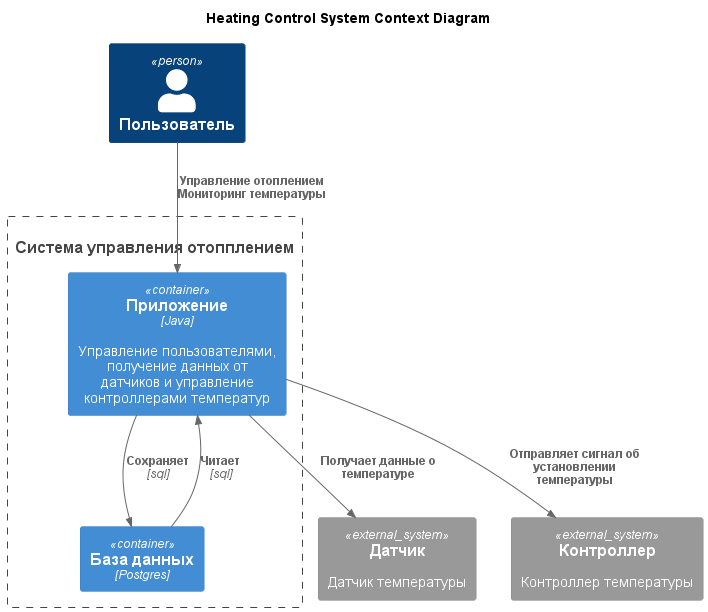 Heating Control System Context Diagram
«person»
Пользователь
Управление отоплением
Мониторинг температуры
Система управления отопплением
«container»
Приложение
[Java]
Управление пользователями,
получение данных от
датчиков и управление
контроллерами температур
Сохраняет
[sql]
Читает
[sql]
Получает данные о
температуре
Отправляет сигнал об
установлении
температуры
«container»
База данных
[Postgres]
«external_system»
Датчик
Датчик температуры
«external_system»
Контроллер
Контроллер температуры